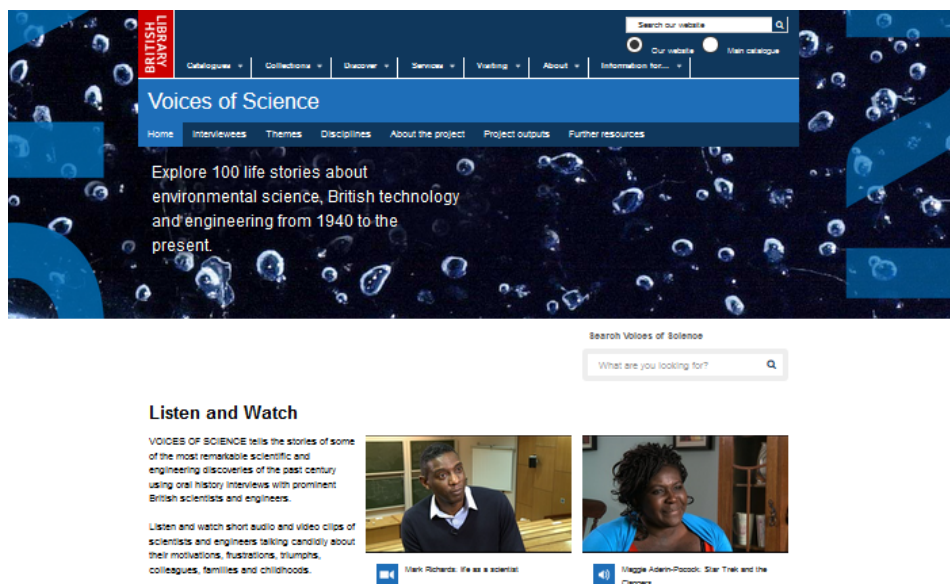 BRITISH
LIBRARY
Search our website
Our website
Main catalogue
Catalogues
Collections
Discover
Services
Visiting
About
Information for...
Voices of Science
Home
Interviewees
Themes
Disciplines
About the project
Project outputs
Further resources
Explore 100 life stories about
environmental science, British technology
and engineering from 1940 to the
present.
Search Voices of Science
What are you looking for?
Listen and Watch
VOICES OF SCIENCE tells the stories of some
of the most remarkable scientific and
engineering discoveries of the past century
using oral history interviews with prominent
British scientists and engineers.
Listen and watch short audio and video clips of
scientists and engineers talking candidly about
their motivations, frustrations, triumphs,
colleagues, families and childhoods.
Mark Richards: life as a scientist
Maggie Aderin-Pocock: Star Trek and the
Clangers